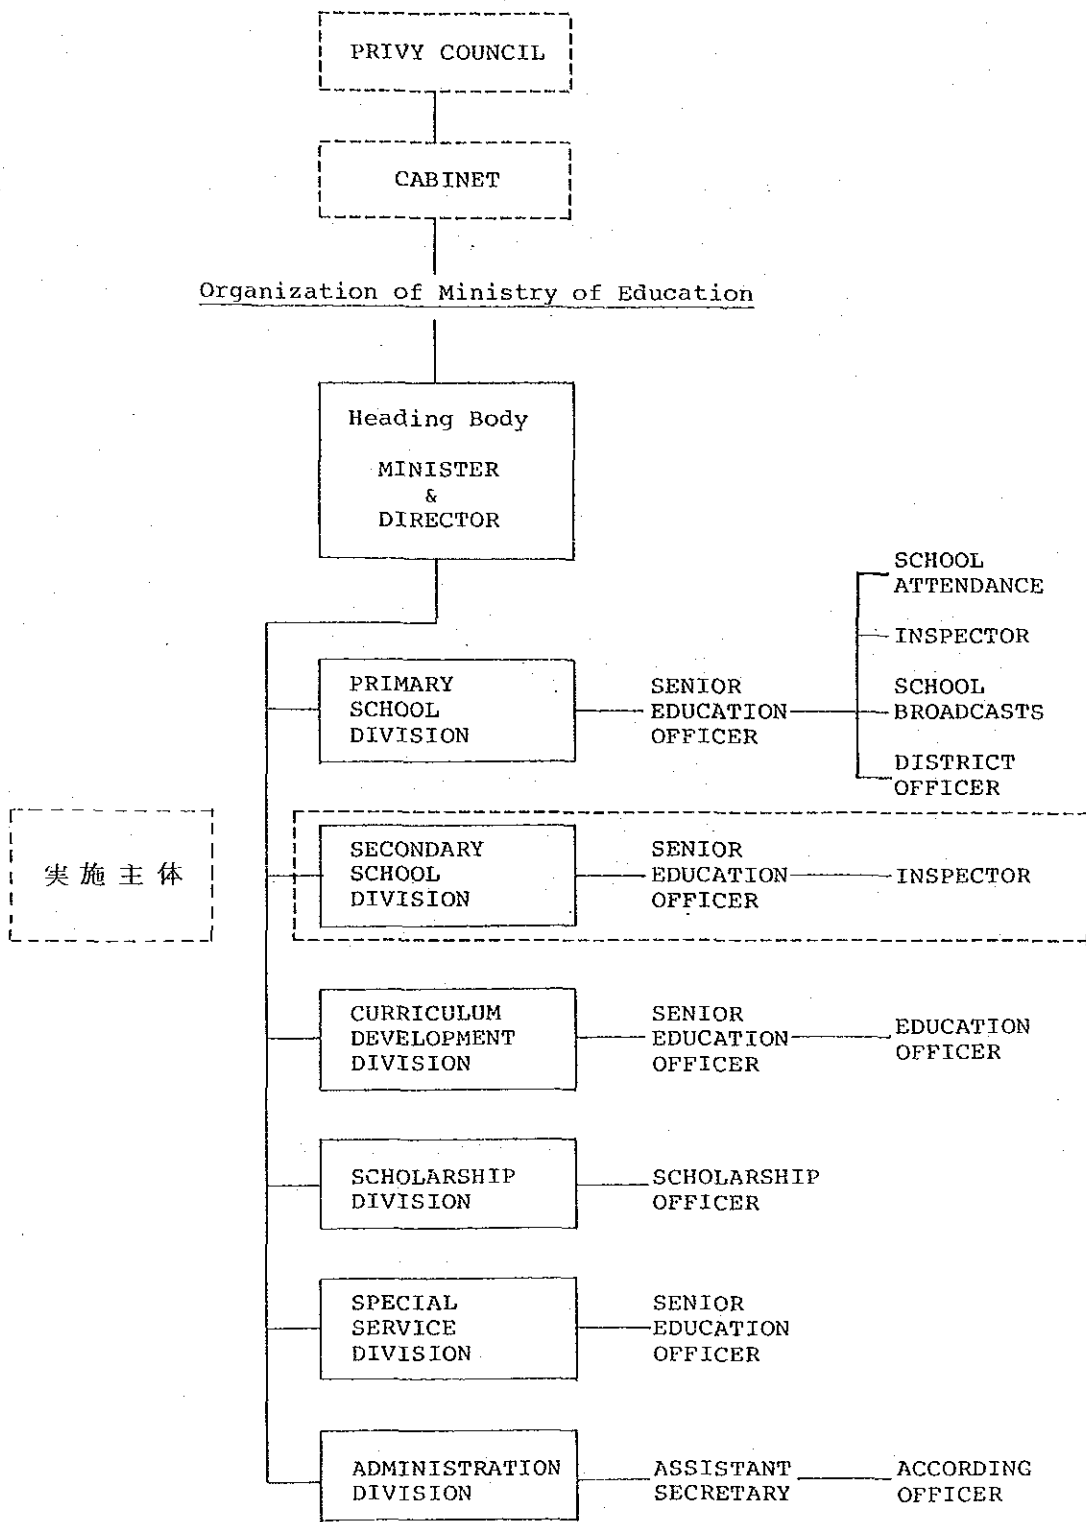 PRIVY COUNCIL
CABINET
Organization of Ministry of Education
Heading Body
MINISTER
&
DIRECTOR
PRIMARY
SCHOOL
DIVISION
SENIOR
EDUCATION
OFFICER
SCHOOL
ATTENDANCE
INSPECTOR
SCHOOL
BROADCASTS
DISTRICT
OFFICER
実施主体
SECONDARY
SCHOOL
DIVISION
SENIOR
EDUCATION
OFFICER
INSPECTOR
CURRICULUM
DEVELOPMENT
DIVISION
SENIOR
EDUCATION
OFFICER
EDUCATION
OFFICER
SCHOLARSHIP
DIVISION
SCHOLARSHIP
OFFICER
SPECIAL
SERVICE
DIVISION
SENIOR
EDUCATION
OFFICER
ADMINISTRATION
DIVISION
ASSISTANT
SECRETARY
ACCORDING
OFFICER